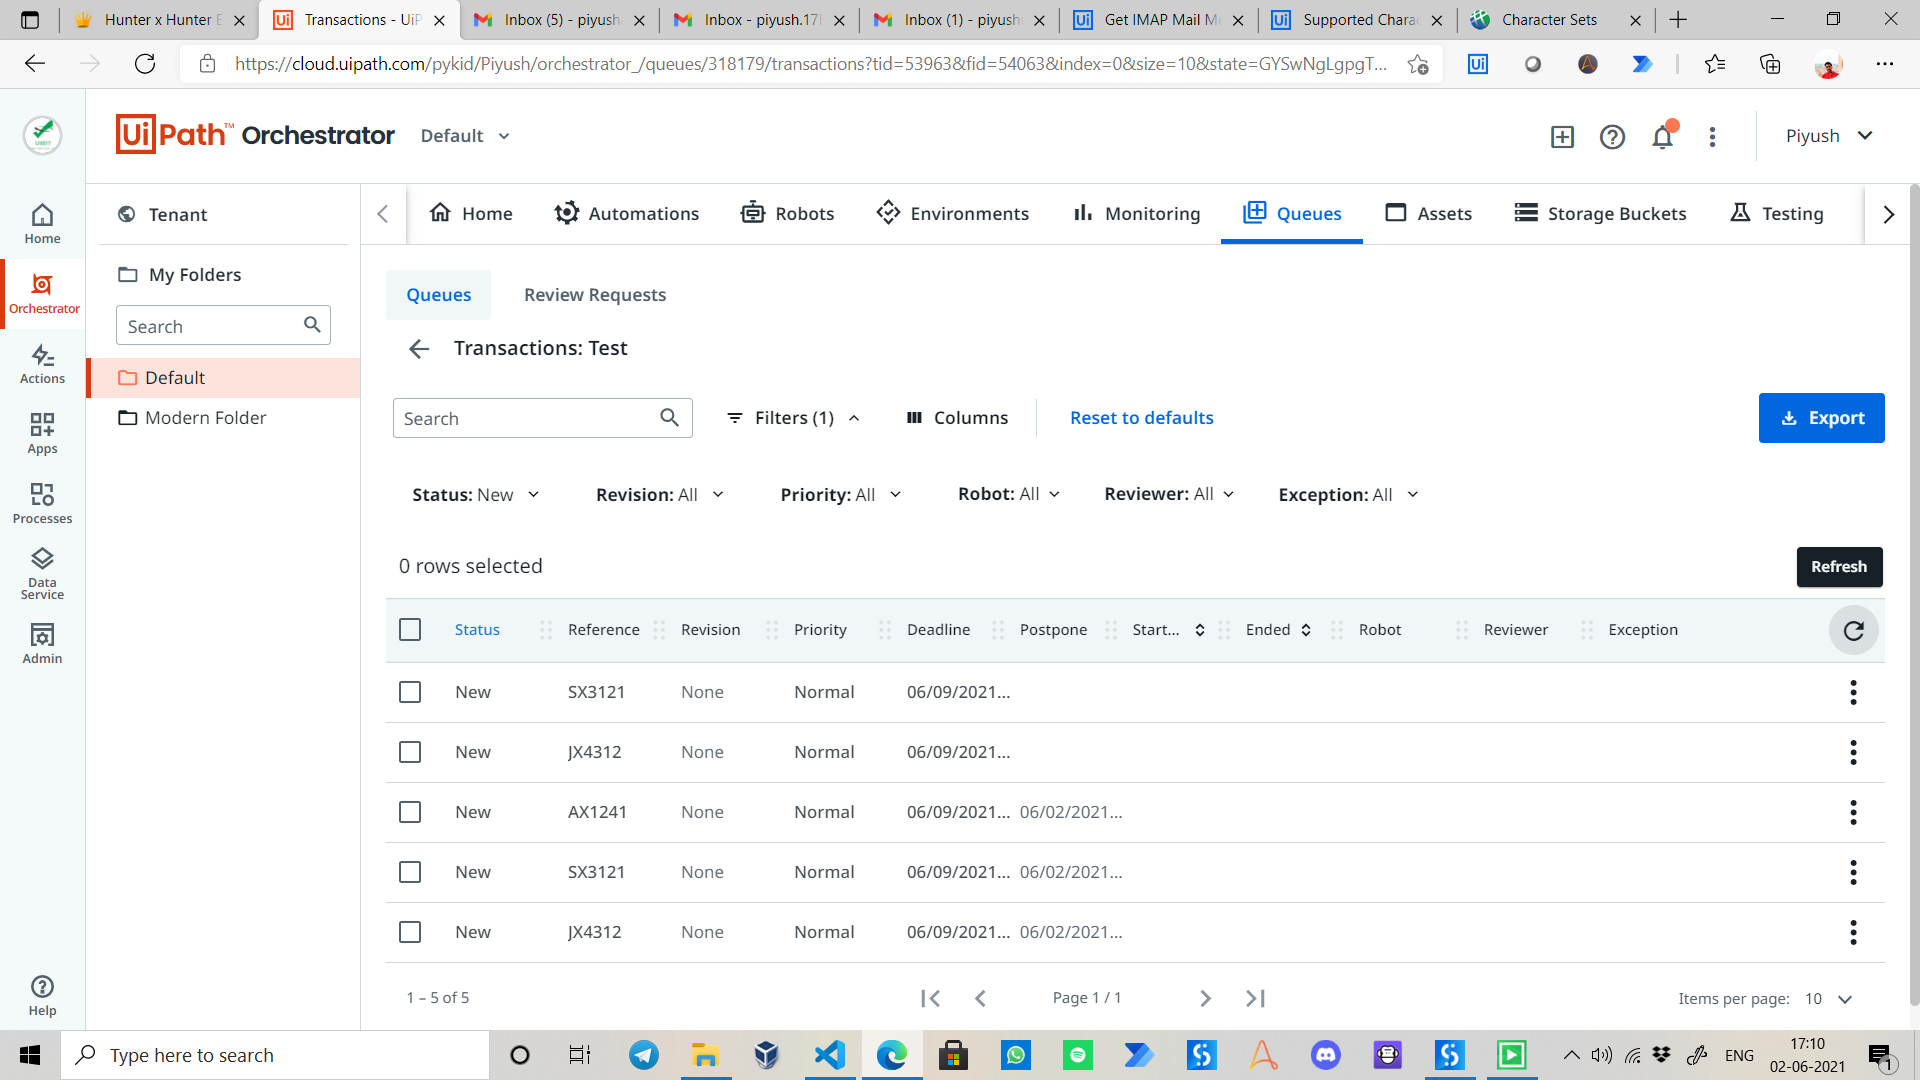 Hunter x Hunter E
Transactions - UiP
Inbox (5) - piyush
Inbox - piyush.17
Inbox (1) - piyush
Get IMAP Mail Me
Supported Charac
Character Sets
https://cloud.uipath.com/pykid/Piyush/orchestrator_/queues/318179/transactions?tid=53963&fid=54063&index=0&size=10&state=GYSwNgLgpgT...
UiPath™ Orchestrator
Default
Piyush
Home
Orchestrator
Actions
Apps
Processes
Data Service
Admin
Help
Tenant
My Folders
Search
Default
Modern Folder
Home
Automations
Robots
Environments
Monitoring
Queues
Assets
Storage Buckets
Testing
Queues
Review Requests
Transactions: Test
Search
Filters (1)
Columns
Reset to defaults
Export
Status: New
Revision: All
Priority: All
Robot: All
Reviewer: All
Exception: All
0 rows selected
Refresh
Status Reference Revision Priority Deadline Postpone Start... Ended Robot Reviewer Exception
New SX3121 None Normal 06/09/2021...
New JX4312 None Normal 06/09/2021...
New AX1241 None Normal 06/09/2021... 06/02/2021...
New SX3121 None Normal 06/09/2021... 06/02/2021...
New JX4312 None Normal 06/09/2021... 06/02/2021...
1 – 5 of 5
Page 1 / 1
Items per page: 10
Type here to search
ENG
17:10
02-06-2021
1